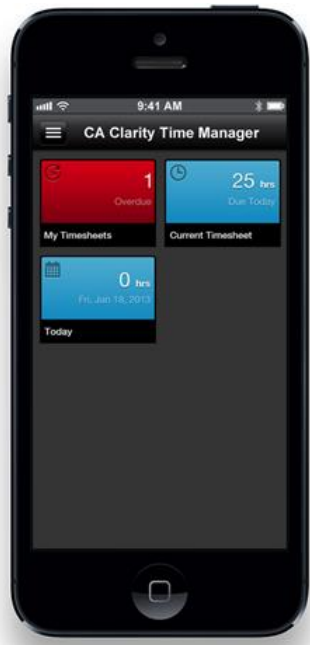 9:41 AM
CA Clarity Time Manager
1
Overdue
My Timesheets
25 hrs
Due Today
Current Timesheet
0 hrs
Fri, Jan 18, 2013
Today